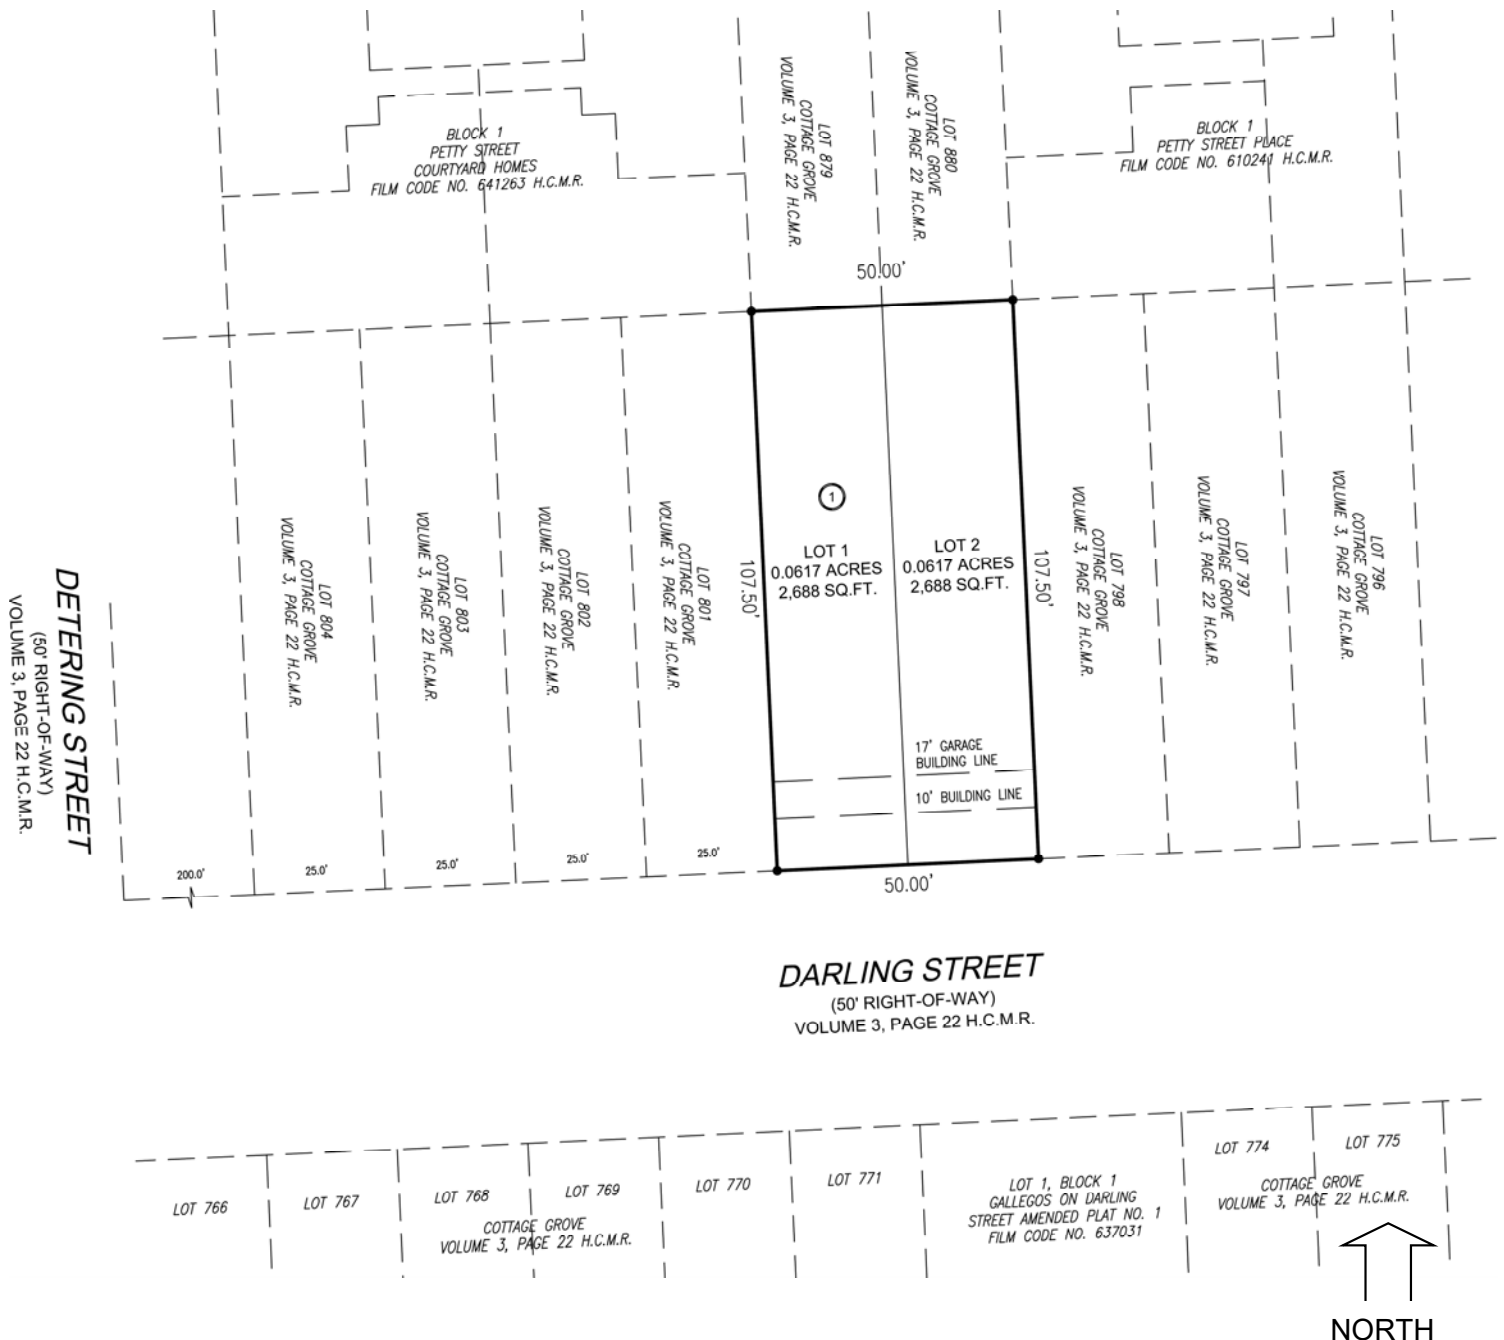 BLOCK 1
PETTY STREET
COURTYARD HOMES
FILM CODE NO. 641263 H.C.M.R.
LOT 879
COTTAGE GROVE
VOLUME 3, PAGE 22 H.C.M.R.
LOT 880
COTTAGE GROVE
VOLUME 3, PAGE 22 H.C.M.R.
BLOCK 1
PETTY STREET PLACE
FILM CODE NO. 610241 H.C.M.R.
50.00'
LOT 804
COTTAGE GROVE
VOLUME 3, PAGE 22 H.C.M.R.
LOT 803
COTTAGE GROVE
VOLUME 3, PAGE 22 H.C.M.R.
LOT 802
COTTAGE GROVE
VOLUME 3, PAGE 22 H.C.M.R.
LOT 801
COTTAGE GROVE
VOLUME 3, PAGE 22 H.C.M.R.
107.50'
1
LOT 1
0.0617 ACRES
2,688 SQ.FT.
LOT 2
0.0617 ACRES
2,688 SQ.FT.
107.50'
LOT 798
COTTAGE GROVE
VOLUME 3, PAGE 22 H.C.M.R.
LOT 797
COTTAGE GROVE
VOLUME 3, PAGE 22 H.C.M.R.
LOT 796
COTTAGE GROVE
VOLUME 3, PAGE 22 H.C.M.R.
DETERING STREET
(50' RIGHT-OF-WAY)
VOLUME 3, PAGE 22 H.C.M.R.
17' GARAGE
BUILDING LINE
10' BUILDING LINE
200.0'
25.0'
25.0'
25.0'
25.0'
50.00'
DARLING STREET
(50' RIGHT-OF-WAY)
VOLUME 3, PAGE 22 H.C.M.R.
LOT 766
LOT 767
LOT 768
LOT 769
COTTAGE GROVE
VOLUME 3, PAGE 22 H.C.M.R.
LOT 770
LOT 771
LOT 1, BLOCK 1
GALLEGOS ON DARLING
STREET AMENDED PLAT NO. 1
FILM CODE NO. 637031
LOT 774
LOT 775
COTTAGE GROVE
VOLUME 3, PAGE 22 H.C.M.R.
NORTH